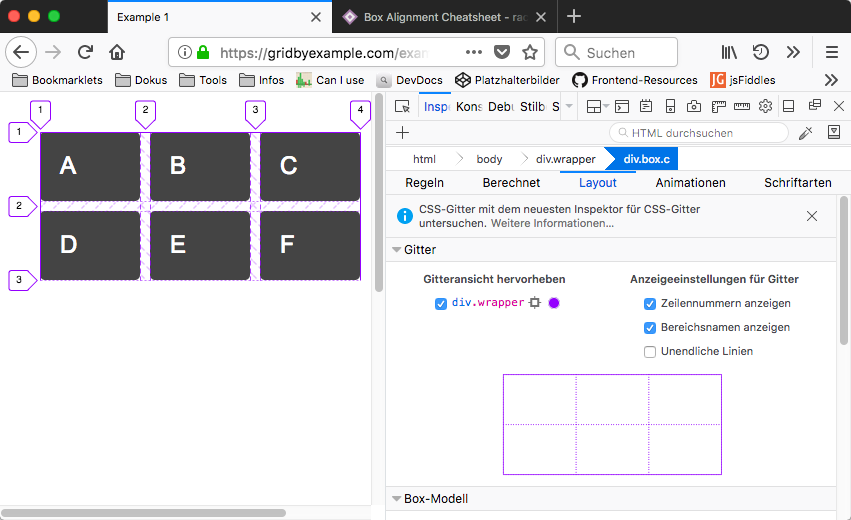 Example 1
Box Alignment Cheatsheet - rac
https://gridbyexample.com/exam
Suchen
Bookmarklets
Dokus
Tools
Infos
Can I use
DevDocs
Platzhalterbilder
Frontend-Resources
jsFiddles
1 2 3 4
1
A B C
2
D E F
3
Inspe Kons Debu Stilb S
HTML durchsuchen
html body div.wrapper div.box.c
Regeln Berechnet Layout Animationen Schriftarten
CSS-Gitter mit dem neuesten Inspektor für CSS-Gitter
untersuchen. Weitere Informationen...
Gitter
Gitteransicht hervorheben
div.wrapper
Anzeigeeinstellungen für Gitter
Zeilennummern anzeigen
Bereichsnamen anzeigen
Unendliche Linien
Box-Modell